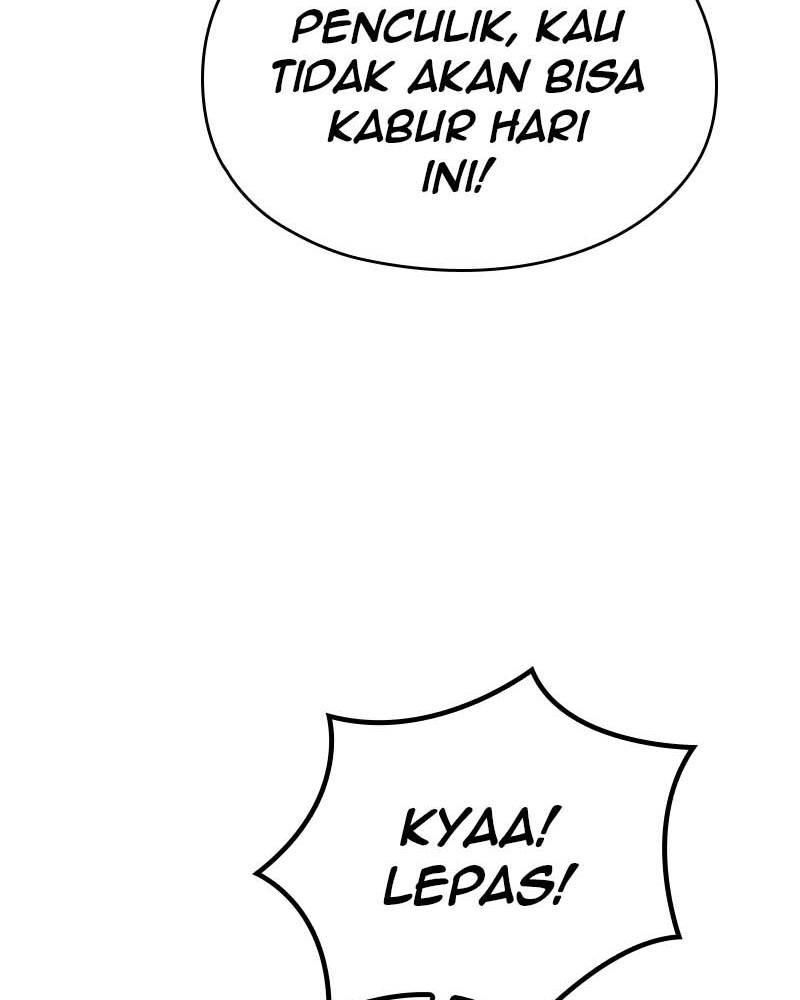 PENCULIK, KAU
TIDAK AKAN BISA
KABUR HARI
INI!
KYAA!
LEPAS!